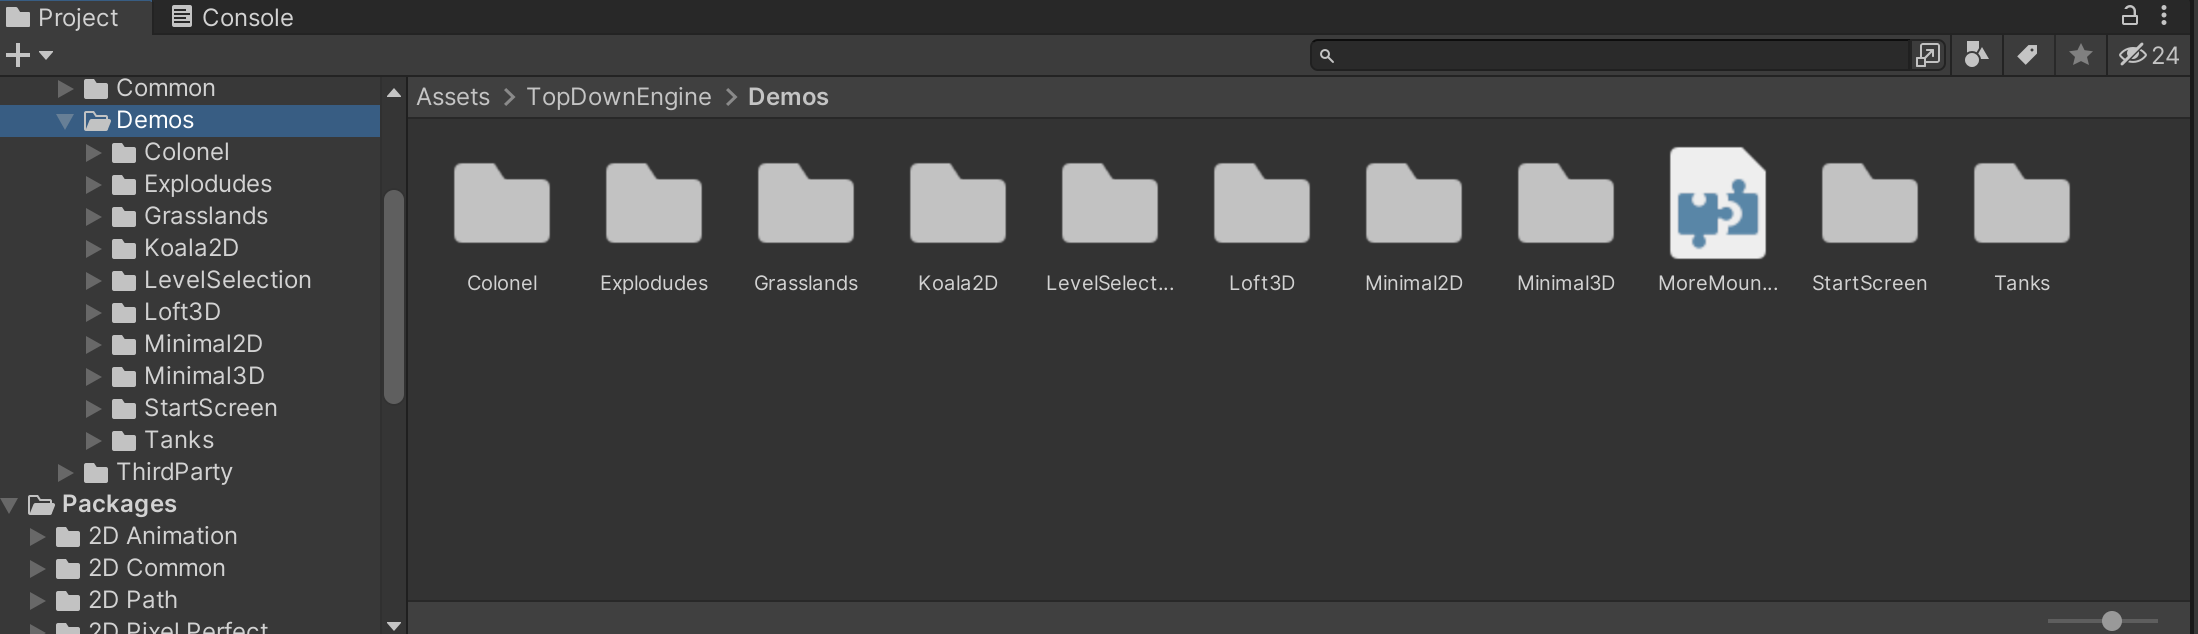 Project
Console
24
Common
Demos
Colonel
Explodudes
Grasslands
Koala2D
LevelSelection
Loft3D
Minimal2D
Minimal3D
StartScreen
Tanks
ThirdParty
Packages
2D Animation
2D Common
2D Path
2D Pixel Perfect
Assets > TopDownEngine > Demos
Colonel Explodudes Grasslands Koala2D LevelSelect... Loft3D Minimal2D Minimal3D MoreMoun... StartScreen Tanks